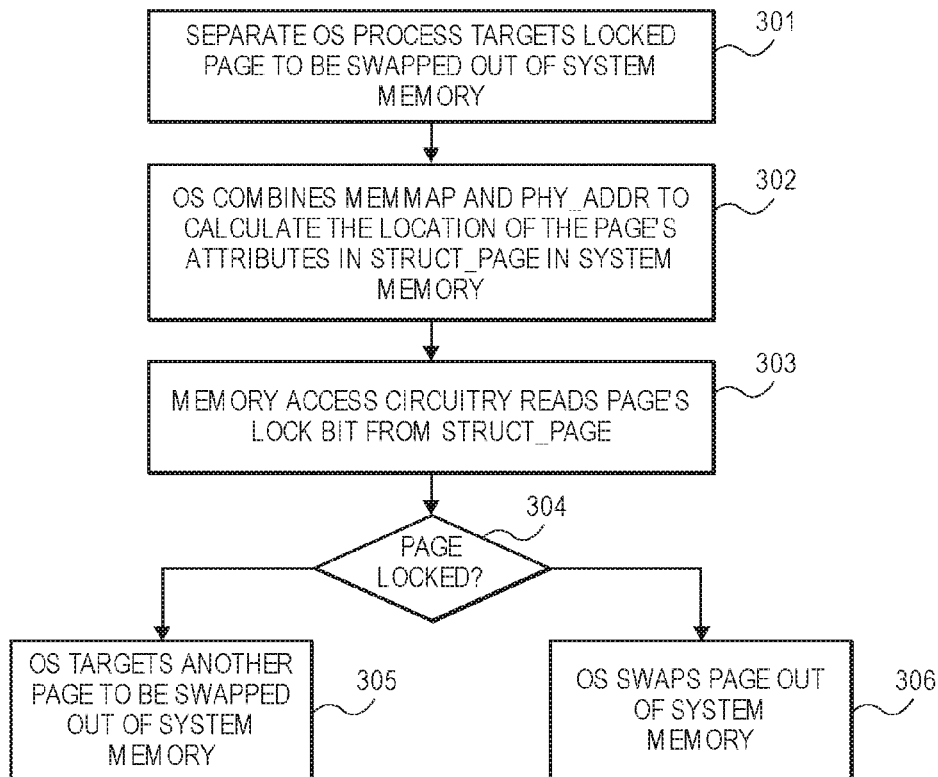 SEPARATE OS PROCESS TARGETS LOCKED
PAGE TO BE SWAPPED OUT OF SYSTEM
MEMORY
301
OS COMBINES MEMMAP AND PHY_ADDR TO
CALCULATE THE LOCATION OF THE PAGE'S
ATTRIBUTES IN STRUCT_PAGE IN SYSTEM
MEMORY
302
MEMORY ACCESS CIRCUITRY READS PAGE'S
LOCK BIT FROM STRUCT_PAGE
303
PAGE
LOCKED?
304
OS TARGETS ANOTHER
PAGE TO BE SWAPPED
OUT OF SYSTEM
MEMORY
305
OS SWAPS PAGE OUT
OF SYSTEM
MEMORY
306